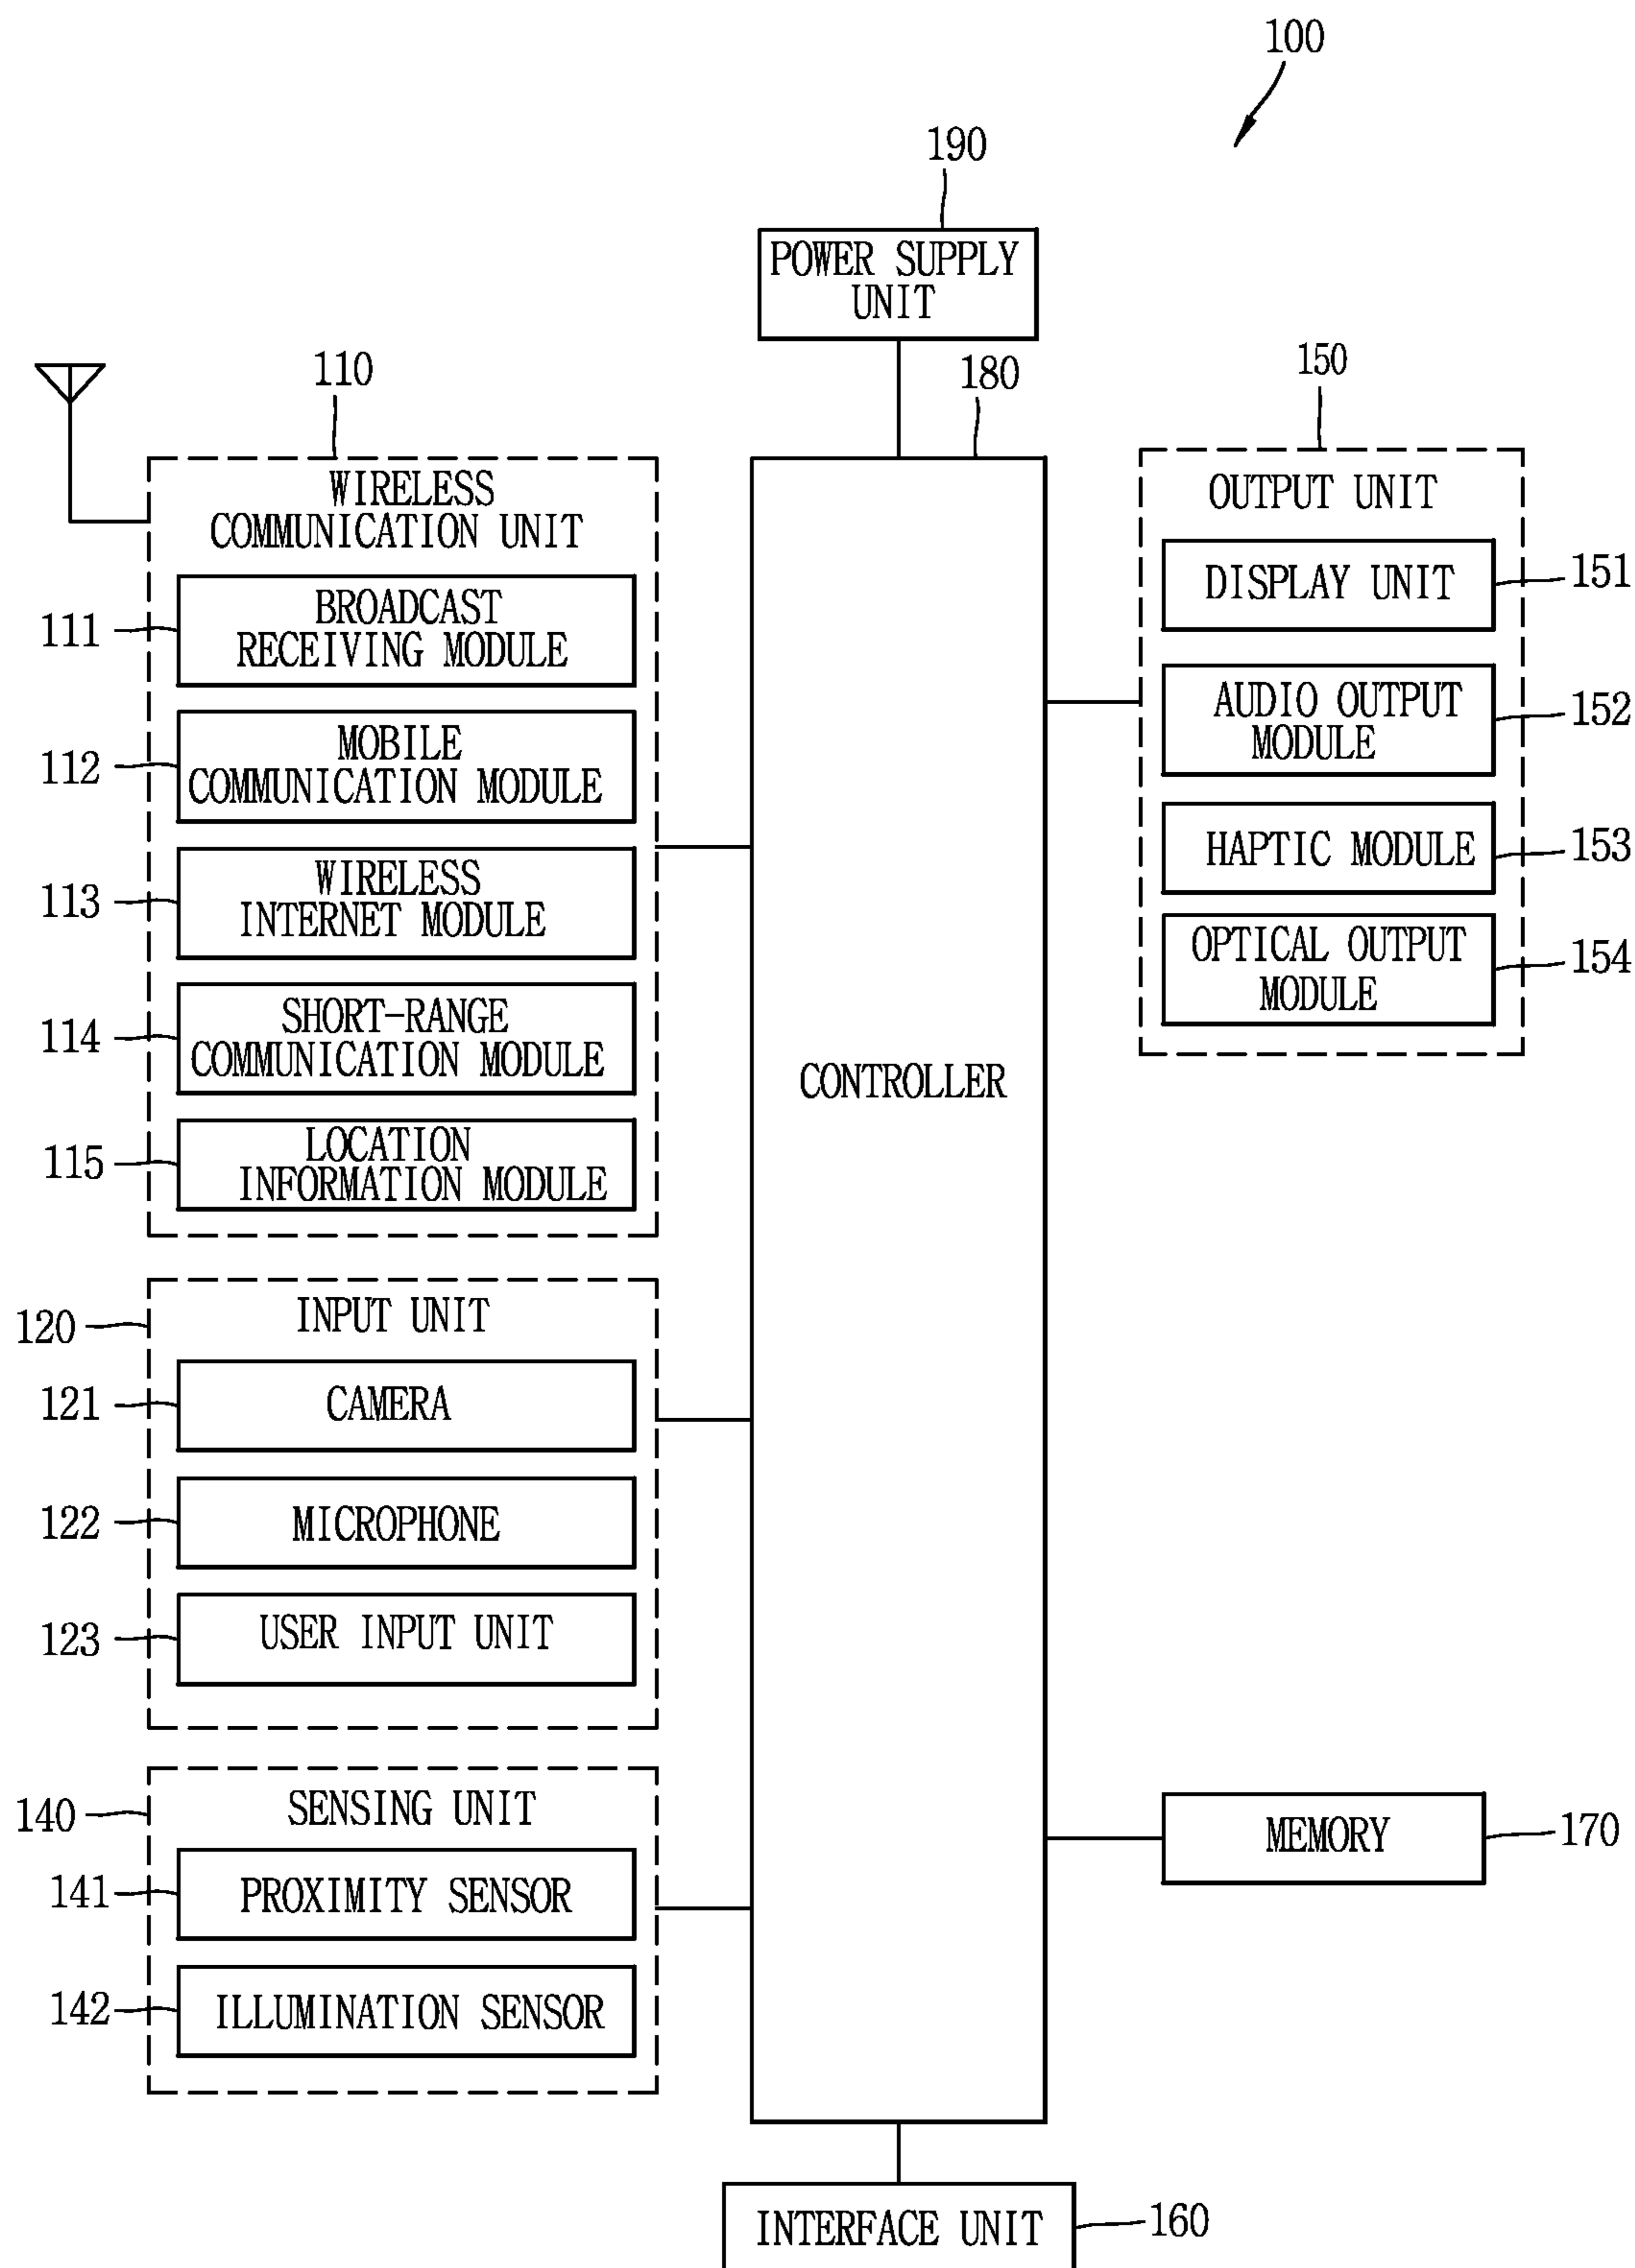 100
190
POWER SUPPLY
UNIT
110
180
150
WIRELESS
COMMUNICATION UNIT
111
BROADCAST
RECEIVING MODULE
112
MOBILE
COMMUNICATION MODULE
113
WIRELESS
INTERNET MODULE
114
SHORT-RANGE
COMMUNICATION MODULE
115
LOCATION
INFORMATION MODULE
120
INPUT UNIT
121
CAMERA
122
MICROPHONE
123
USER INPUT UNIT
140
SENSING UNIT
141
PROXIMITY SENSOR
142
ILLUMINATION SENSOR
CONTROLLER
OUTPUT UNIT
DISPLAY UNIT
151
AUDIO OUTPUT
MODULE
152
HAPTIC MODULE
153
OPTICAL OUTPUT
MODULE
154
MEMORY
170
INTERFACE UNIT
160